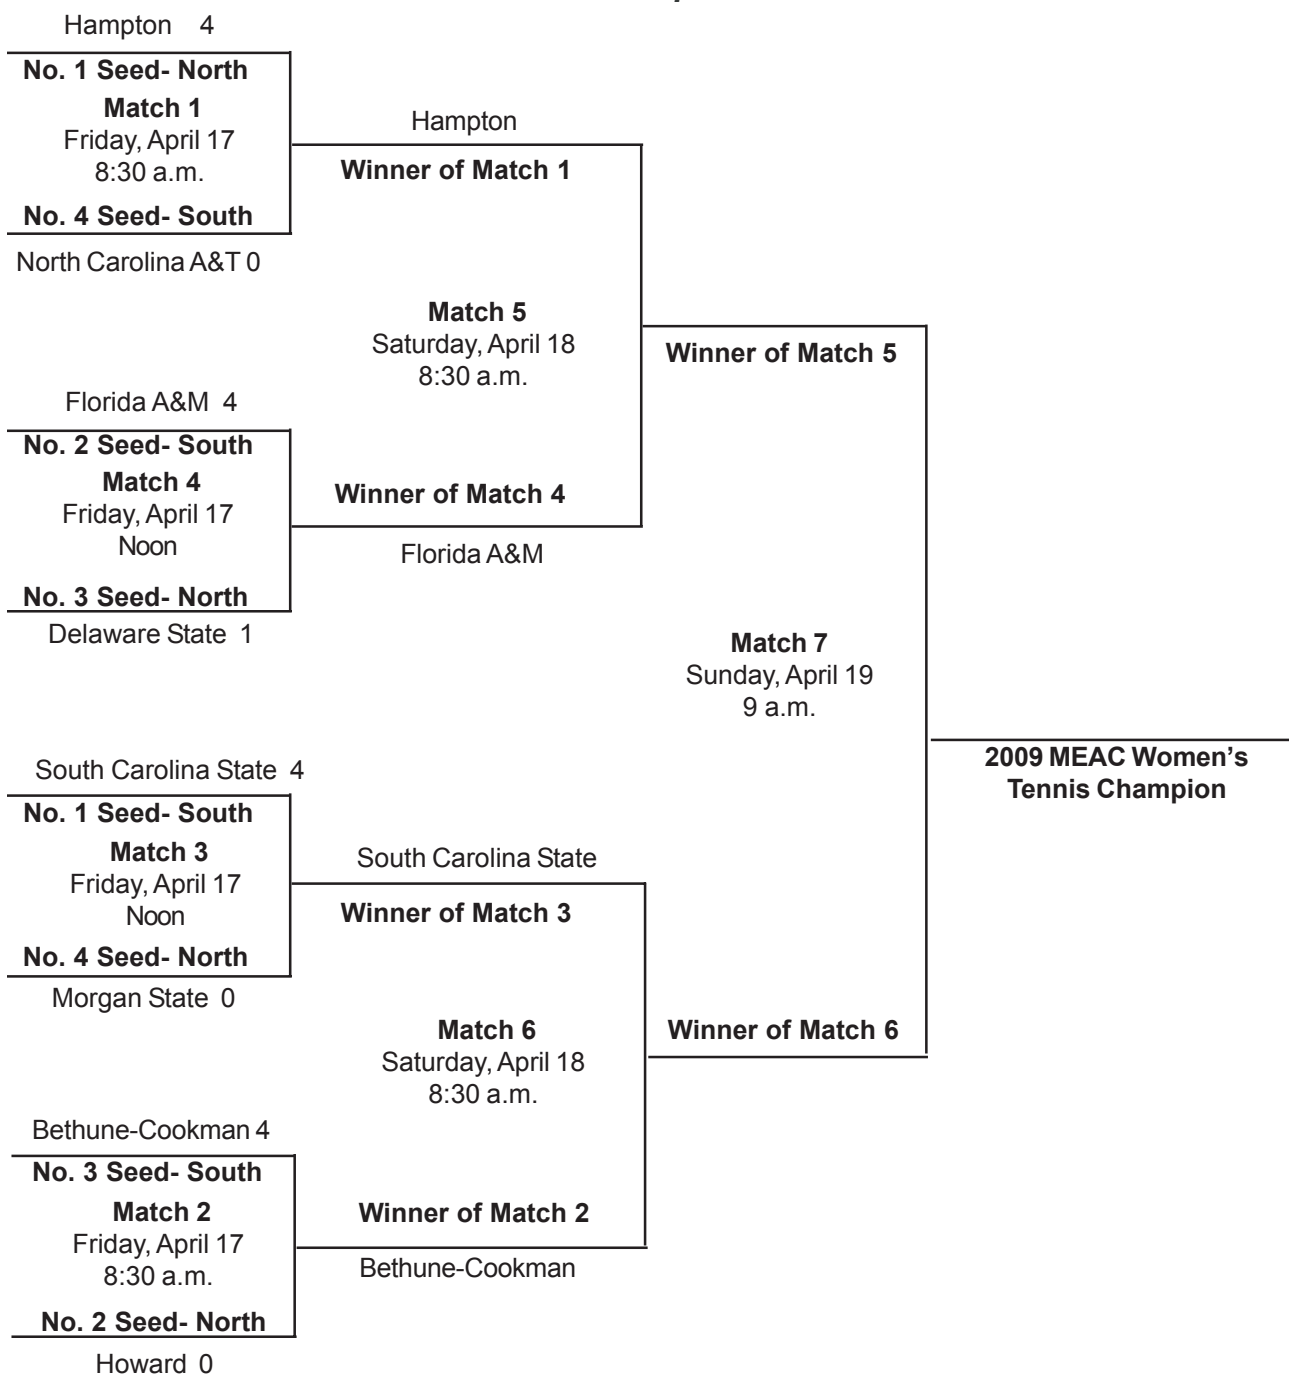 Hampton 4
No. 1 Seed- North
Match 1
Friday, April 17
8:30 a.m.
No. 4 Seed- South
North Carolina A&T 0
Hampton
Winner of Match 1
Match 5
Saturday, April 18
8:30 a.m.
Winner of Match 5
Florida A&M 4
No. 2 Seed- South
Match 4
Friday, April 17
Noon
No. 3 Seed- North
Delaware State 1
Winner of Match 4
Florida A&M
Match 7
Sunday, April 19
9 a.m.
2009 MEAC Women's
Tennis Champion
South Carolina State 4
No. 1 Seed- South
Match 3
Friday, April 17
Noon
No. 4 Seed- North
Morgan State 0
South Carolina State
Winner of Match 3
Match 6
Saturday, April 18
8:30 a.m.
Winner of Match 6
Bethune-Cookman 4
No. 3 Seed- South
Match 2
Friday, April 17
8:30 a.m.
No. 2 Seed- North
Howard 0
Winner of Match 2
Bethune-Cookman